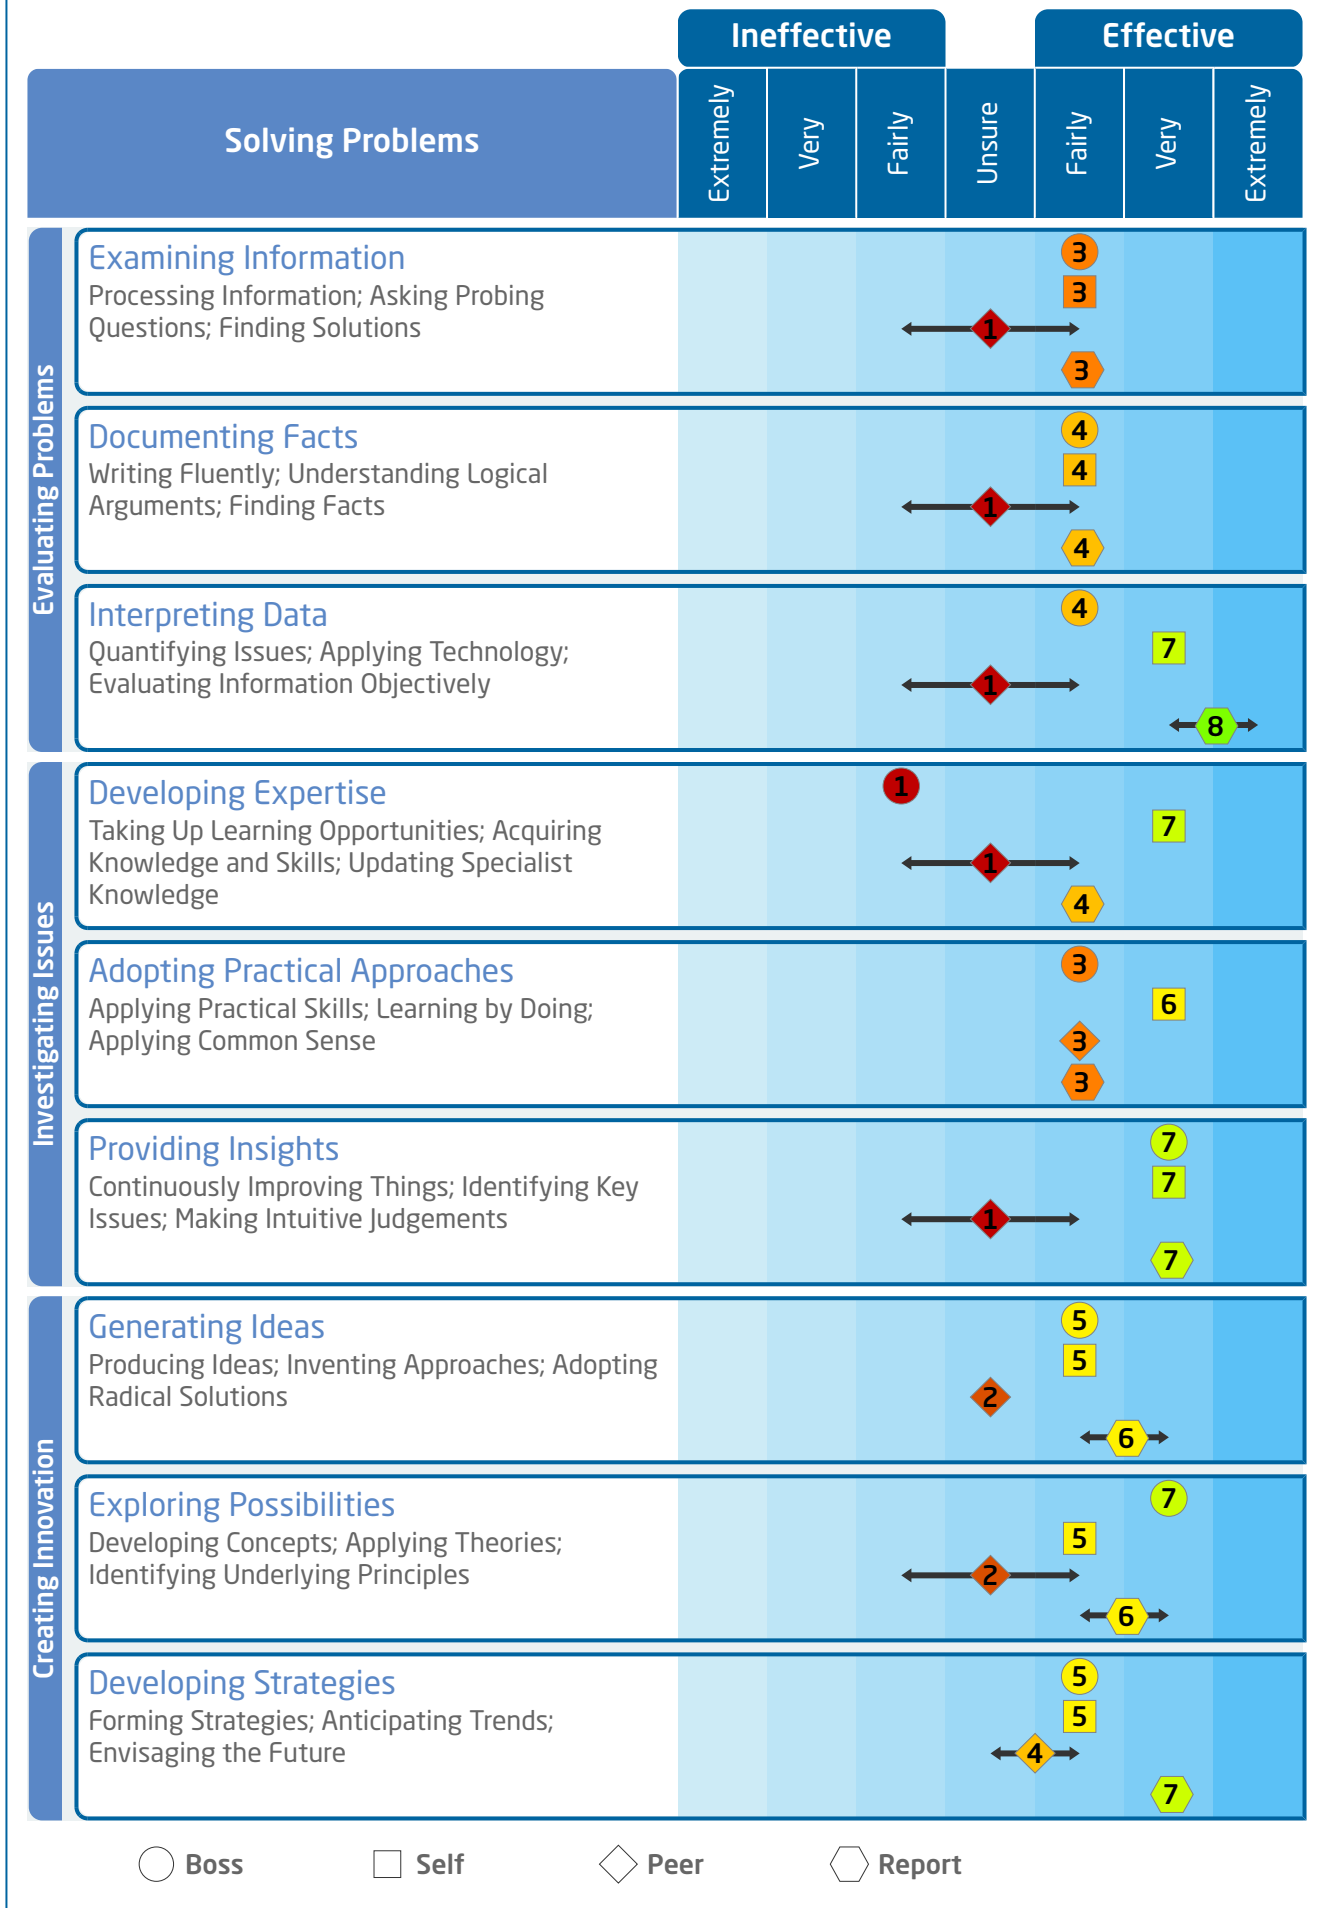 Ineffective
Effective
Solving Problems
Extremely
Very
Fairly
Unsure
Fairly
Very
Extremely
Evaluating Problems
Examining Information
Processing Information; Asking Probing
Questions; Finding Solutions
3
3
1
3
Documenting Facts
Writing Fluently; Understanding Logical
Arguments; Finding Facts
4
4
1
4
Interpreting Data
Quantifying Issues; Applying Technology;
Evaluating Information Objectively
4
7
1
8
Investigating Issues
Developing Expertise
Taking Up Learning Opportunities; Acquiring
Knowledge and Skills; Updating Specialist
Knowledge
1
7
1
4
Adopting Practical Approaches
Applying Practical Skills; Learning by Doing;
Applying Common Sense
3
6
3
3
Providing Insights
Continuously Improving Things; Identifying Key
Issues; Making Intuitive Judgements
7
7
1
7
Creating Innovation
Generating Ideas
Producing Ideas; Inventing Approaches; Adopting
Radical Solutions
5
5
2
6
Exploring Possibilities
Developing Concepts; Applying Theories;
Identifying Underlying Principles
7
5
2
6
Developing Strategies
Forming Strategies; Anticipating Trends;
Envisaging the Future
5
5
4
7
Boss
Self
Peer
Report